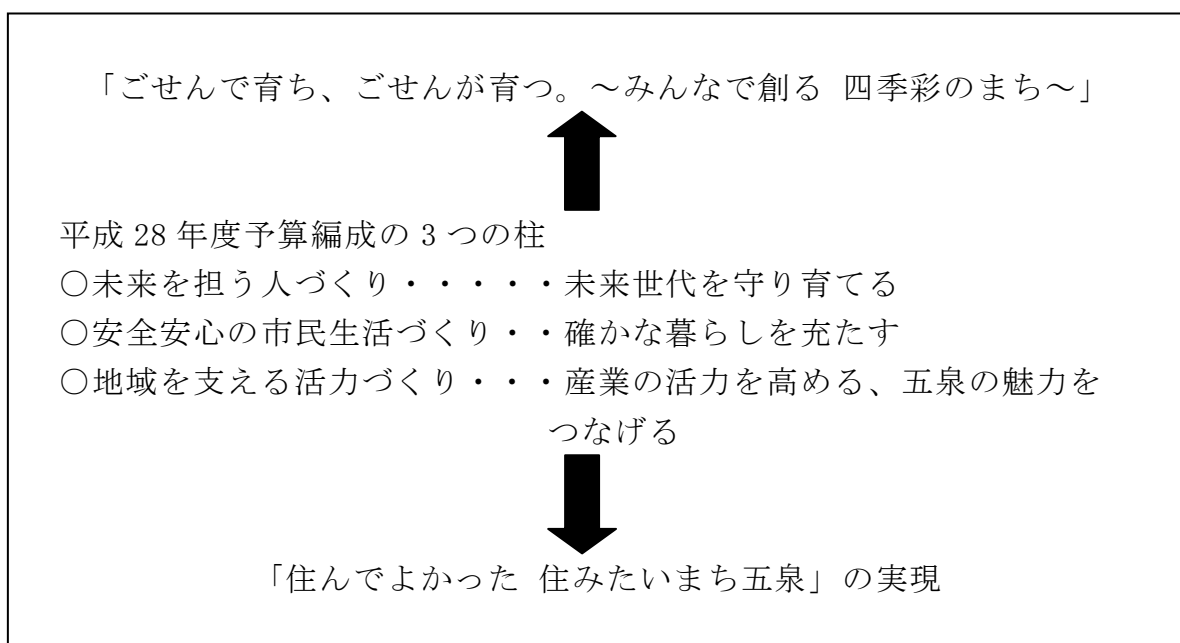 「ごせんで育ち、ごせんが育つ。～みんなで創る 四季彩のまち～」
平成 28 年度予算編成の 3 つの柱
○未来を担う人づくり・・・・・未来世代を守り育てる
○安全安心の市民生活づくり・・確かな暮らしを充たす
○地域を支える活力づくり・・・産業の活力を高める、五泉の魅力を
つなげる
「住んでよかった 住みたいまち五泉」の実現